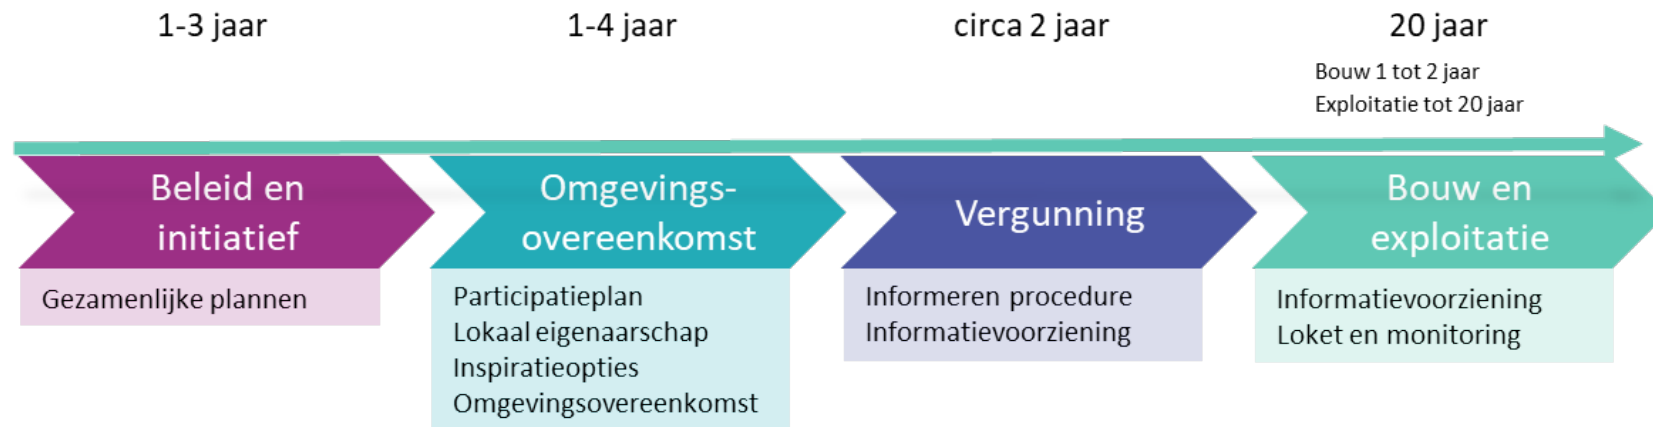 1-3 jaar
1-4 jaar
circa 2 jaar
20 jaar
Bouw 1 tot 2 jaar
Exploitatie tot 20 jaar
Beleid en
initiatief
Gezamenlijke plannen
Omgevings-
overeenkomst
Participatieplan
Lokaal eigenaarschap
Inspiratieopties
Omgevingsovereenkomst
Vergunning
Informeren procedure
Informatievoorziening
Bouw en
exploitatie
Informatievoorziening
Loket en monitoring